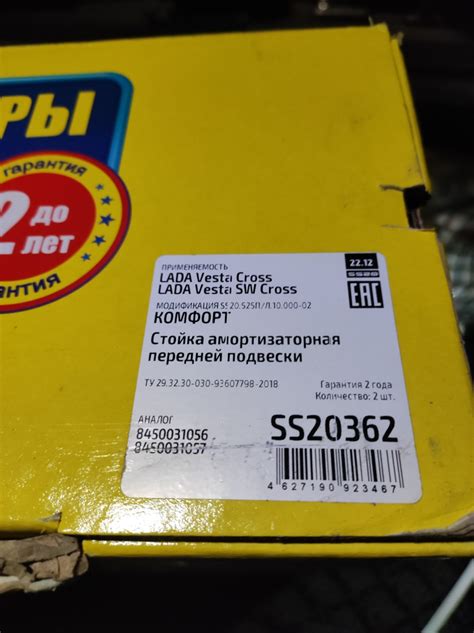 РЫ
гарантия
2 до
лет
ПРИМЕНЯЕМОСТЬ
LADA Vesta Cross
LADA Vesta SW Cross
22.12
SS20
EAC
МОДИФИКАЦИЯ SS20.525П/Л.10.000-02
КОМФОРТ
Стойка амортизаторная
передней подвески
ТУ 29.32.30-030-93607798-2018
Гарантия 2 года
Количество: 2 шт.
АНАЛОГ
8450031056
8450031057
SS20362
4 627190 923467